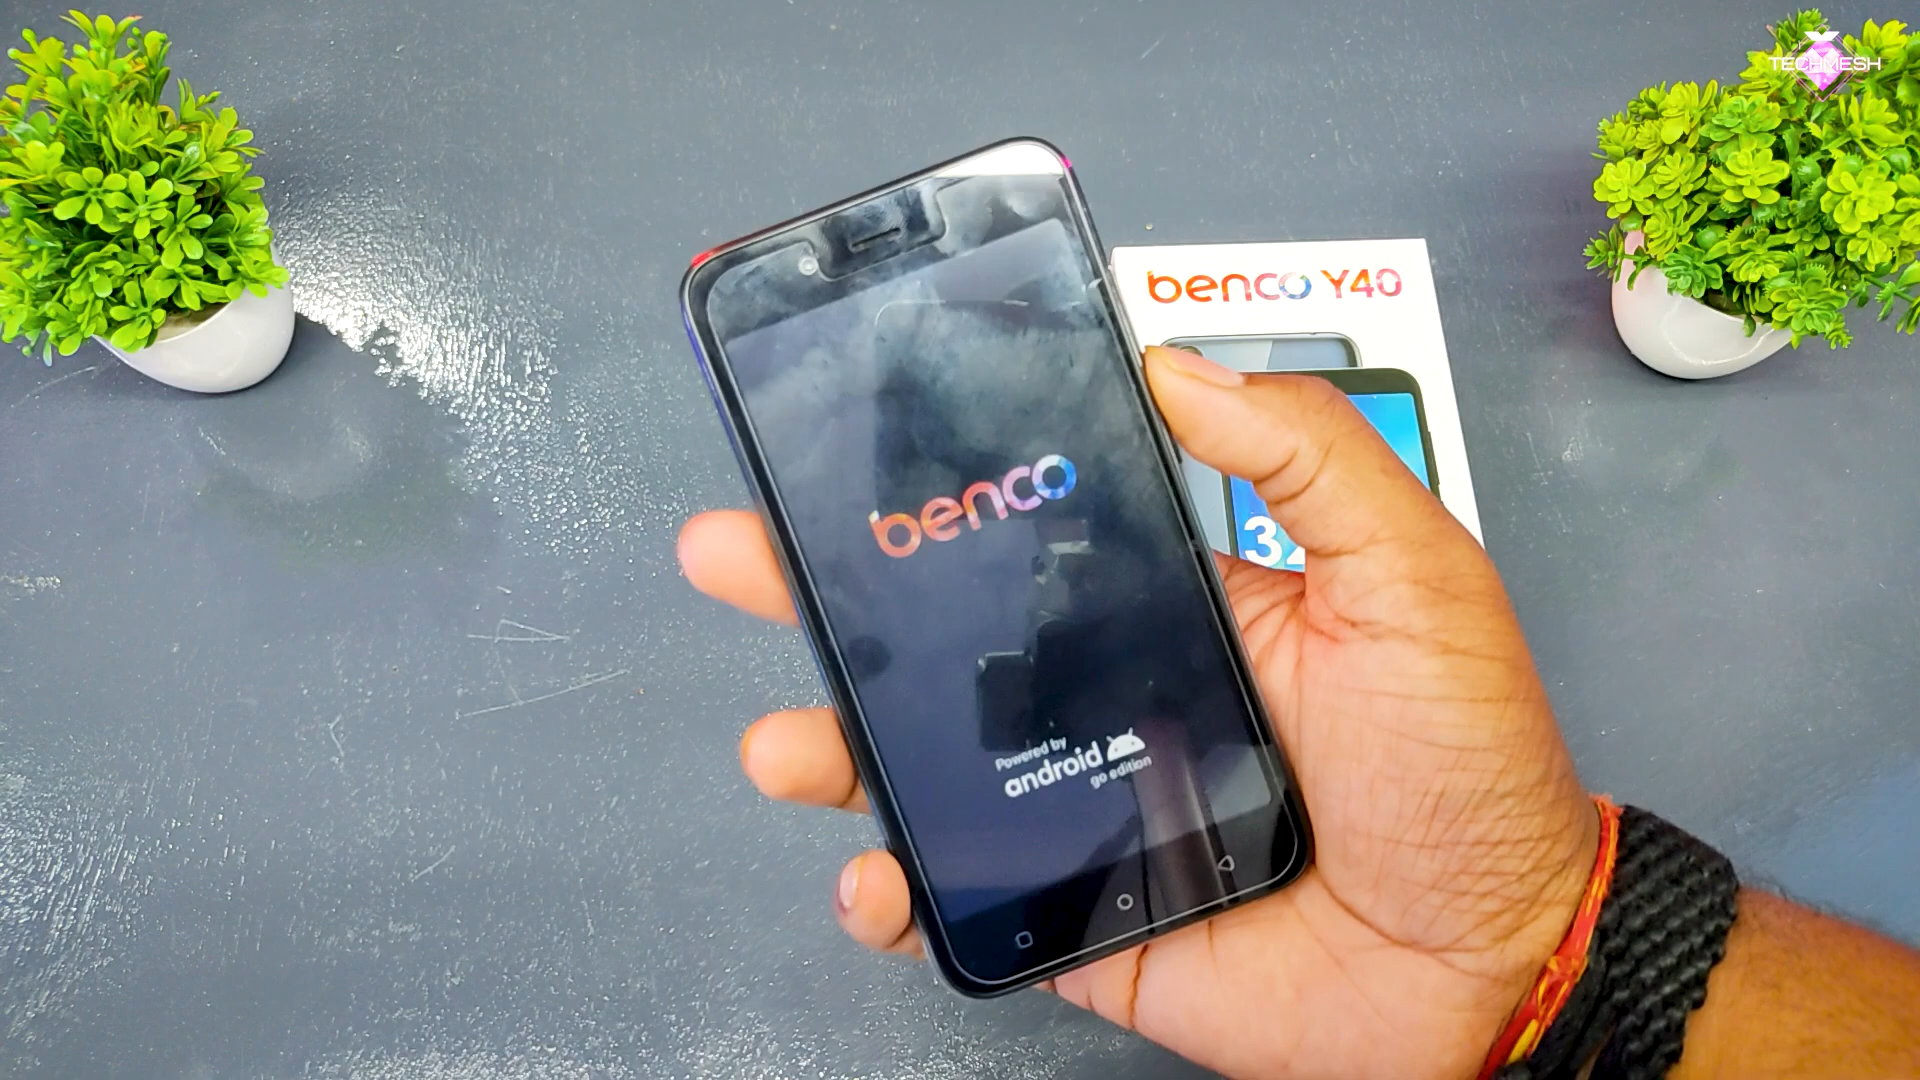 TECHMESH
benco Y40
benco
Powered by
android
go edition